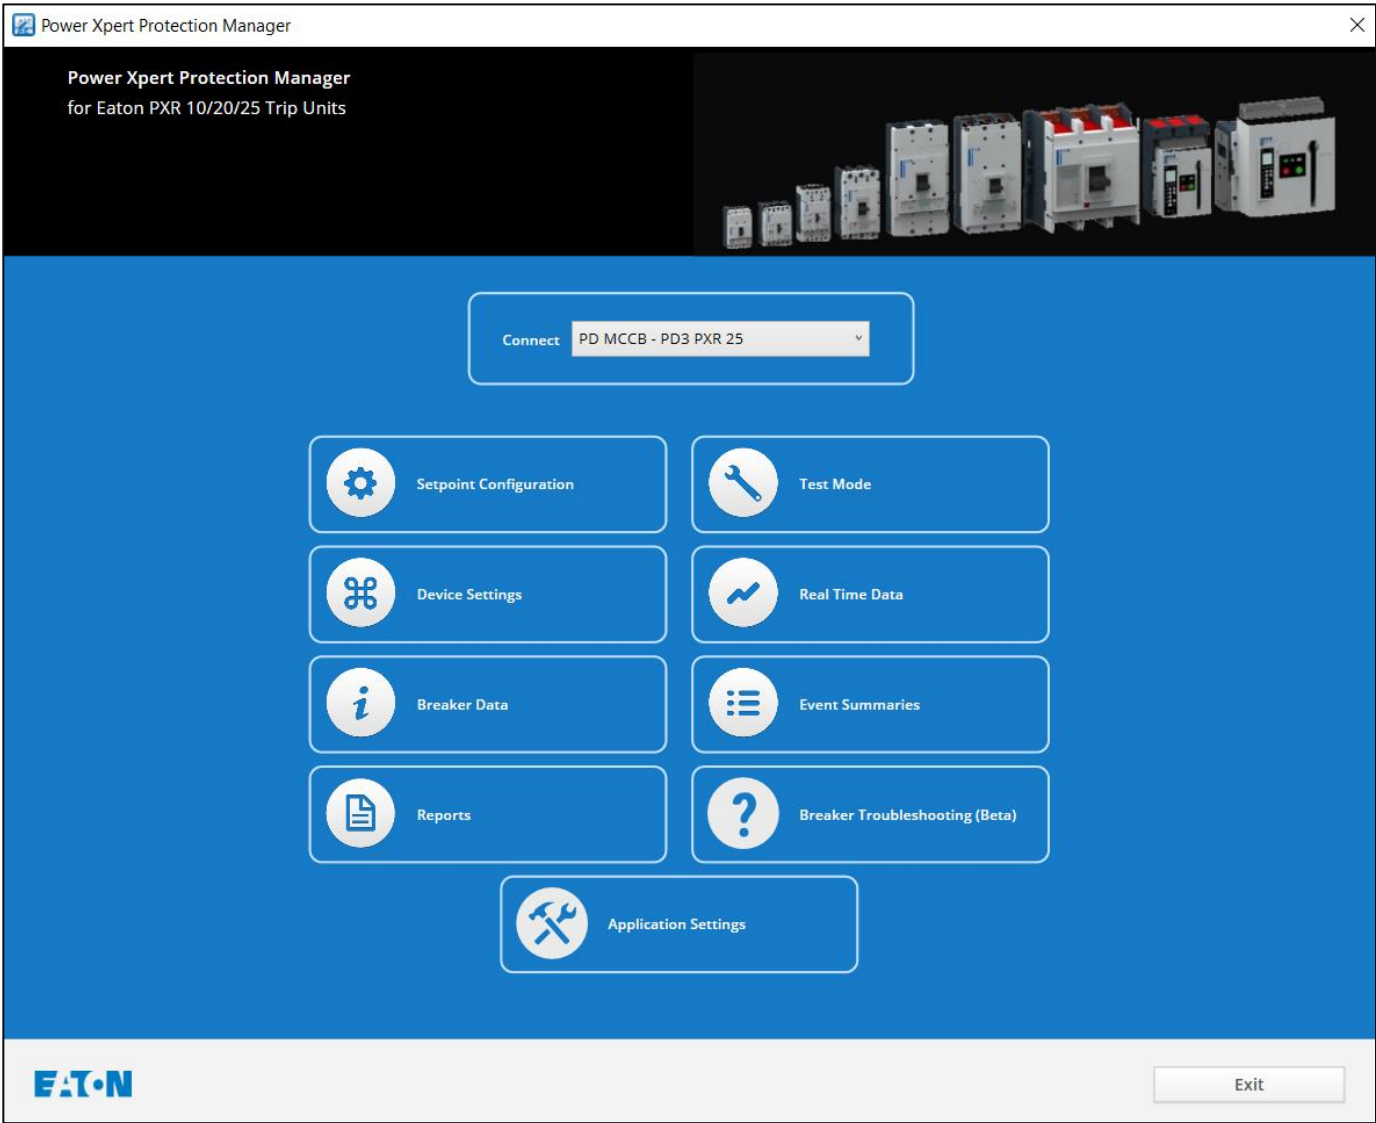 Power Xpert Protection Manager
Power Xpert Protection Manager
for Eaton PXR 10/20/25 Trip Units
Connect PD MCCB - PD3 PXR 25
Setpoint Configuration
Test Mode
Device Settings
Real Time Data
Breaker Data
Event Summaries
Reports
Breaker Troubleshooting (Beta)
Application Settings
EATON
Exit